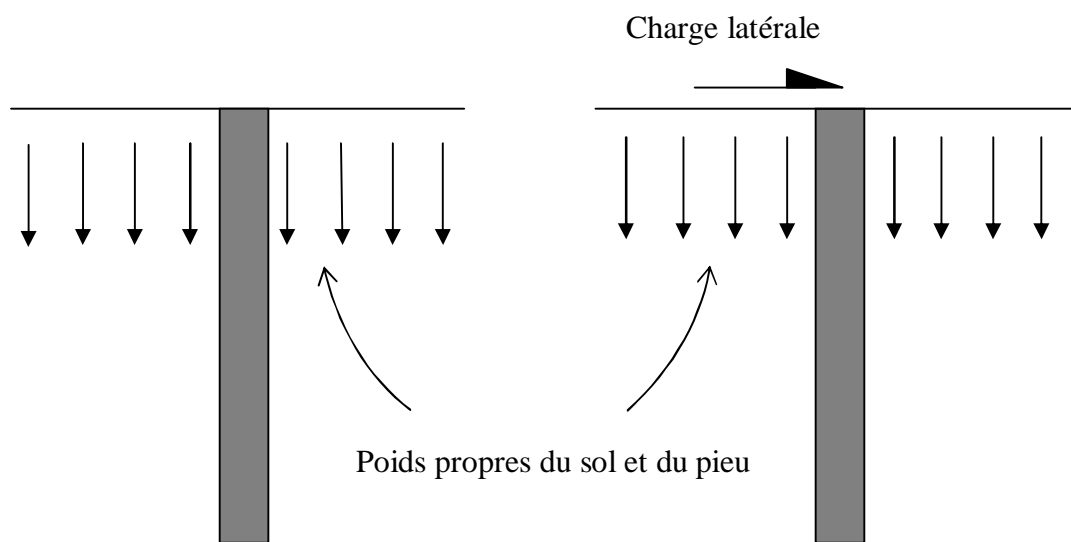 Charge latérale
Poids propres du sol et du pieu